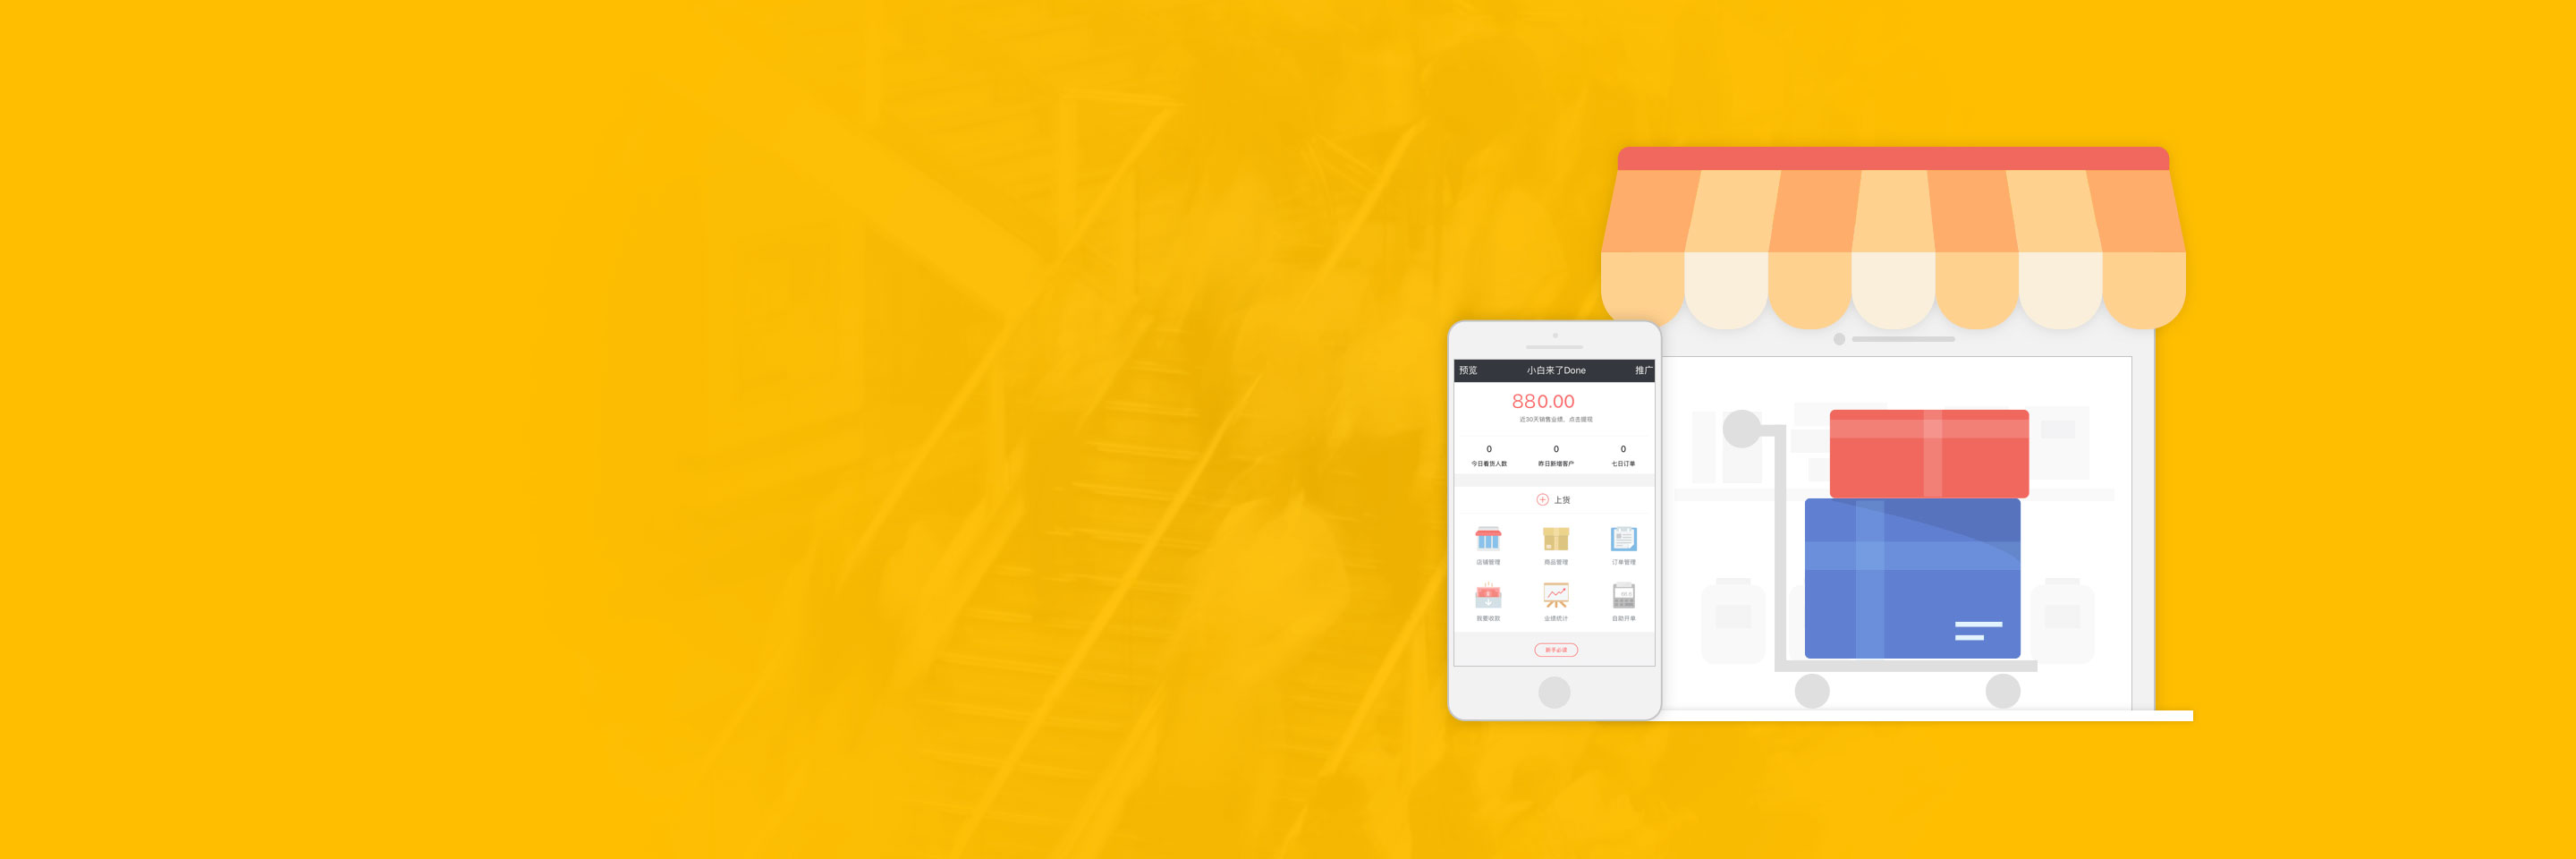 预览 小白来了Done 推广
880.00
近30天销售业绩，点击提现
0 0 0
今日看货人数 昨日新增客户 七日订单
上货
店铺管理 商品管理 订单管理
我要收款 业绩统计 自助开单
新手必读